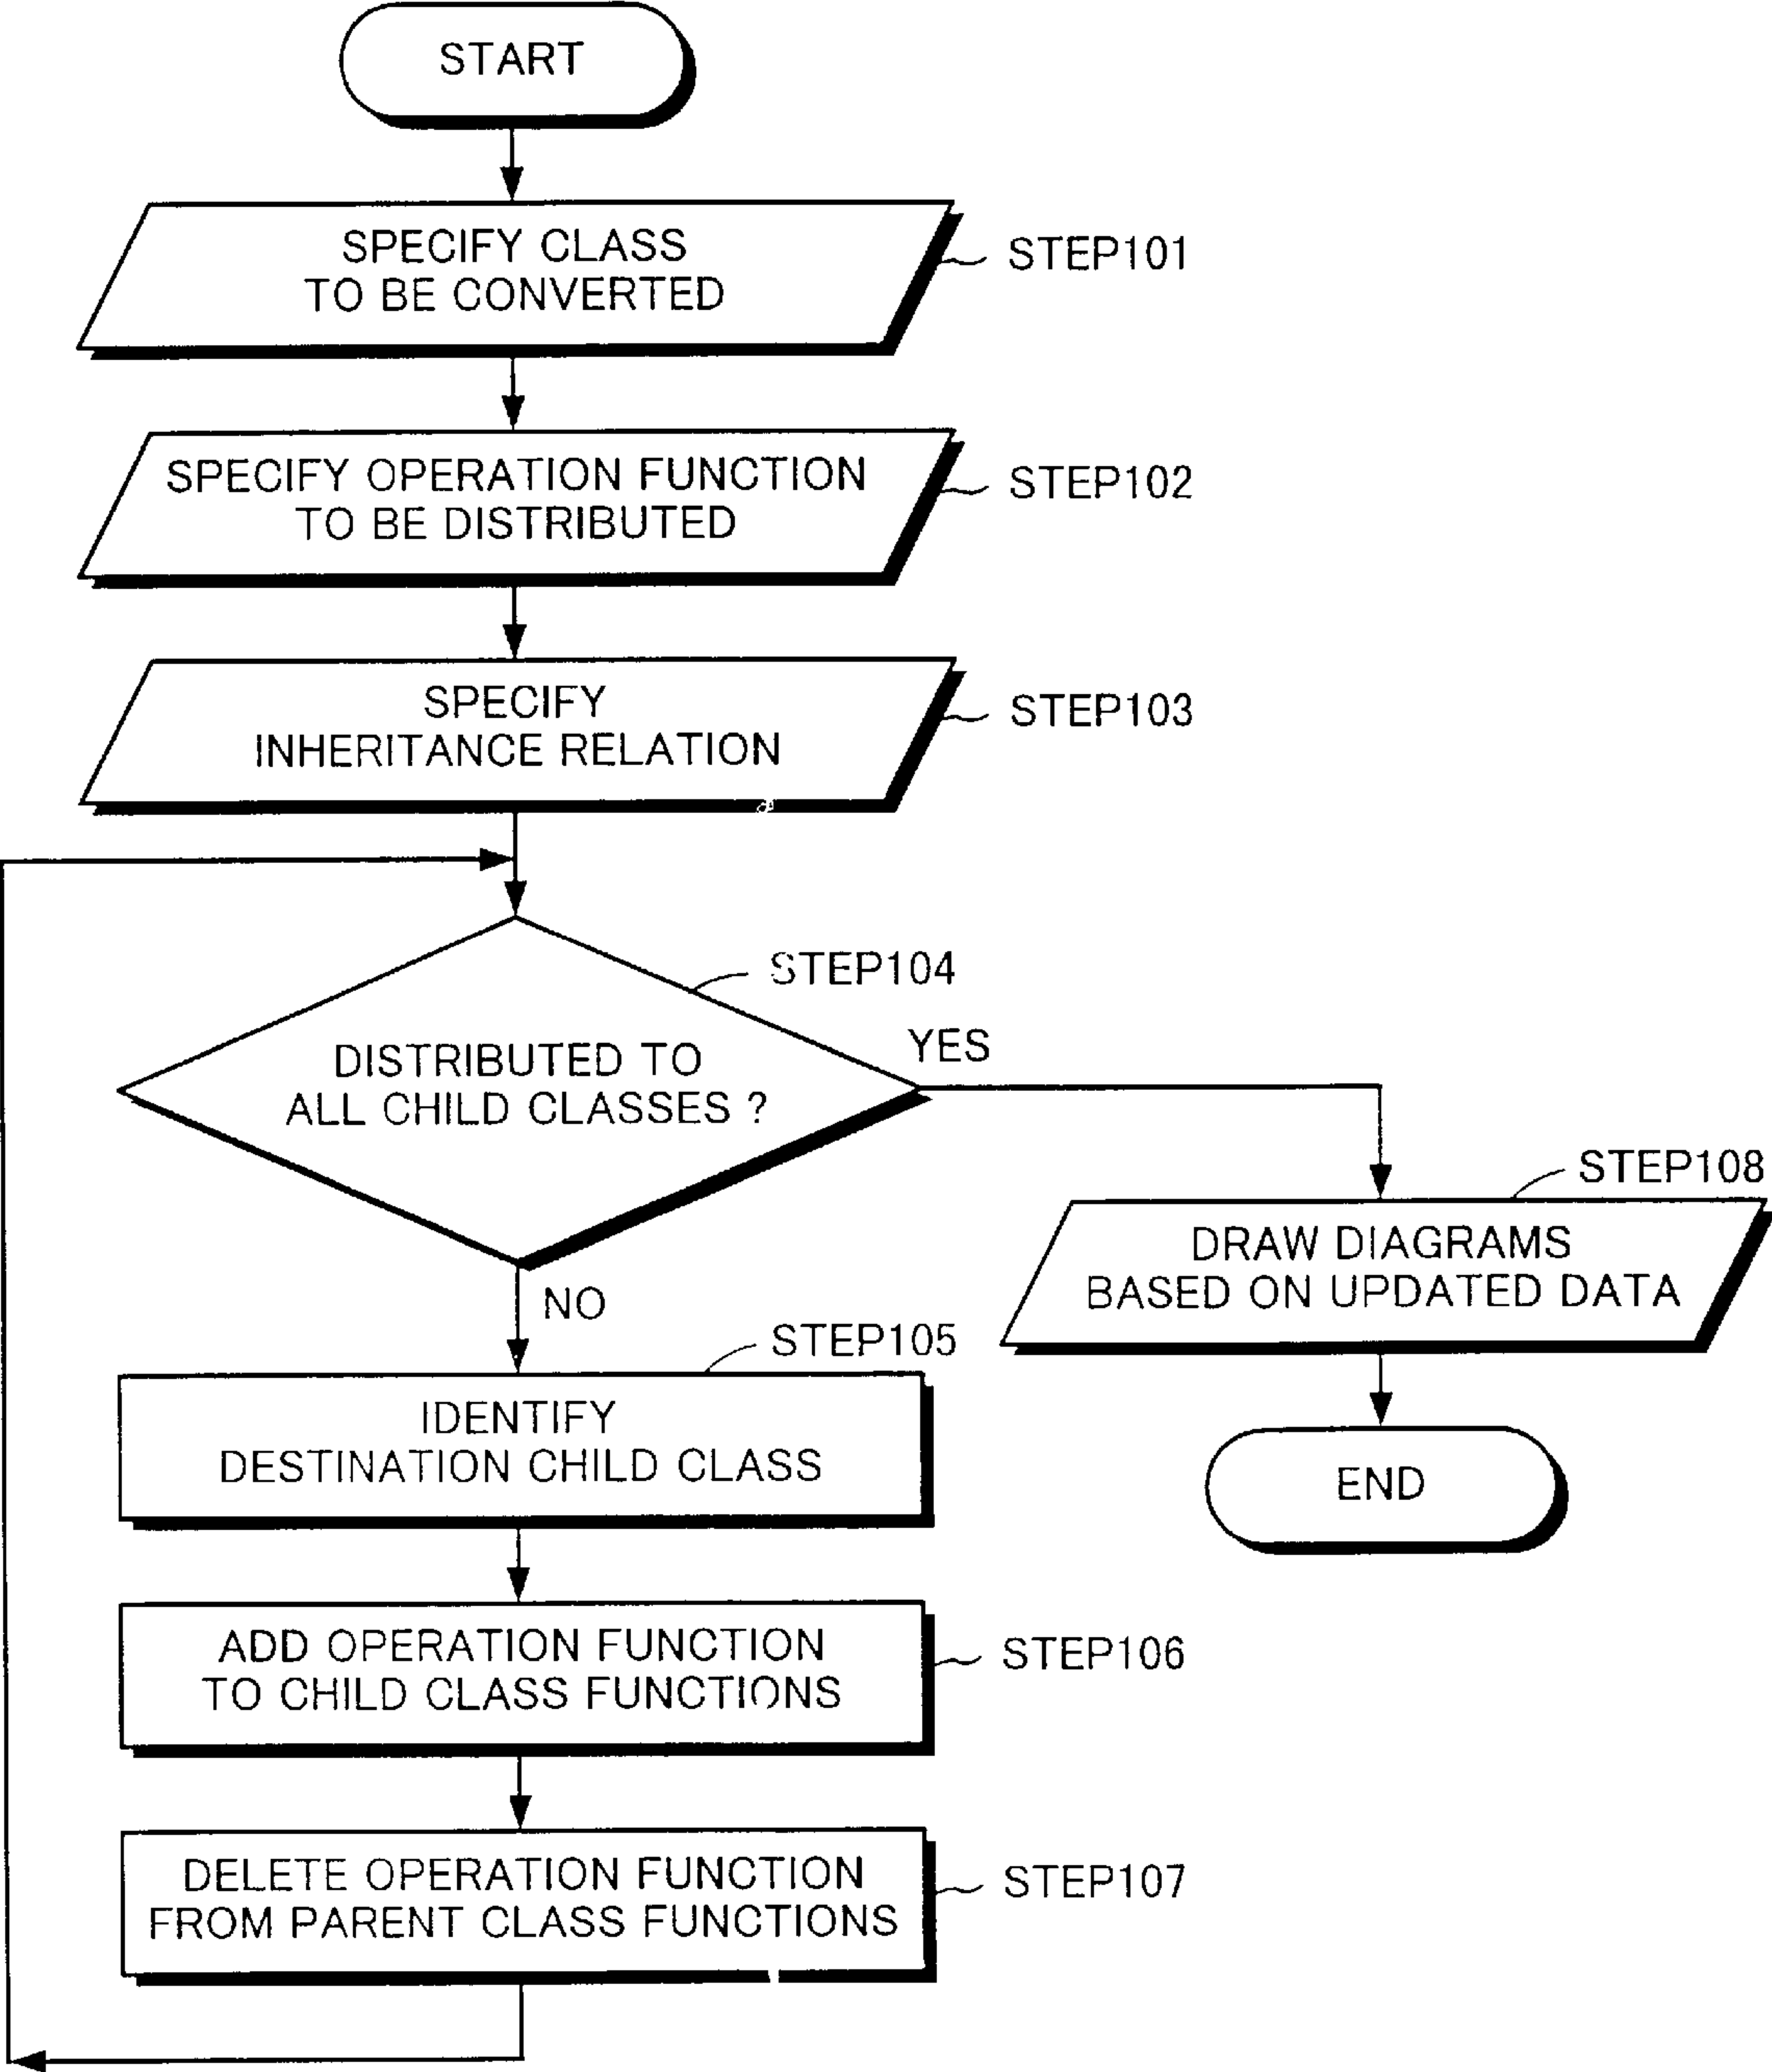 START
SPECIFY CLASS
TO BE CONVERTED
STEP101
SPECIFY OPERATION FUNCTION
TO BE DISTRIBUTED
STEP102
SPECIFY
INHERITANCE RELATION
STEP103
STEP104
DISTRIBUTED TO
ALL CHILD CLASSES ?
YES
NO
STEP105
IDENTIFY
DESTINATION CHILD CLASS
ADD OPERATION FUNCTION
TO CHILD CLASS FUNCTIONS
STEP106
DELETE OPERATION FUNCTION
FROM PARENT CLASS FUNCTIONS
STEP107
STEP108
DRAW DIAGRAMS
BASED ON UPDATED DATA
END